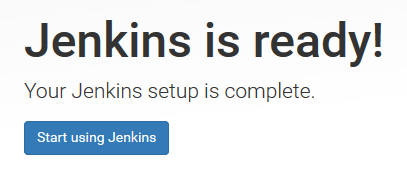 Jenkins is ready!
Your Jenkins setup is complete.
Start using Jenkins